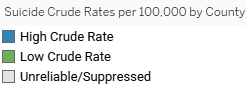 Suicide Crude Rates per 100,000 by County
High Crude Rate
Low Crude Rate
Unreliable/Suppressed